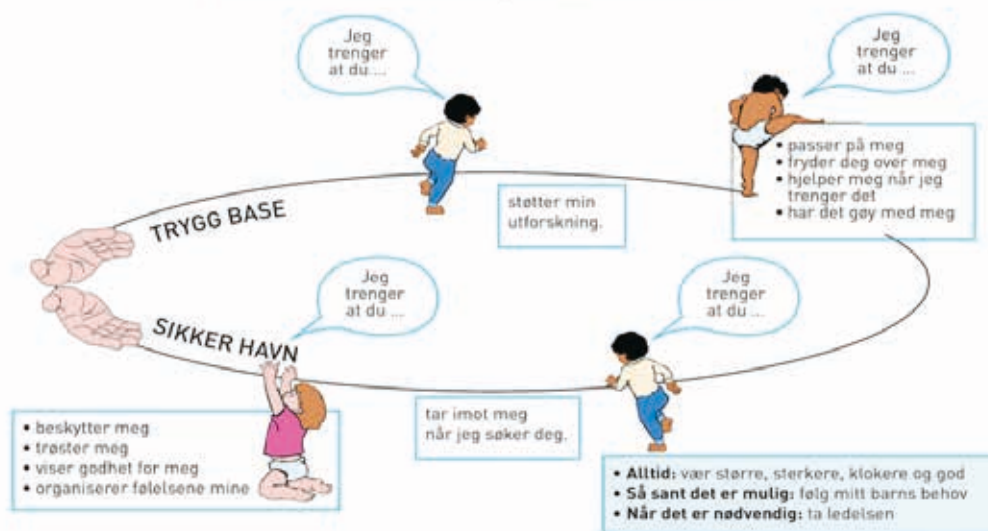 Jeg
trenger
at du ...
Jeg
trenger
at du ...
• passer på meg
• fryder deg over meg
• hjelper meg når jeg
trenger det
• har det gøy med meg
støtter min
utforskning.
TRYGG BASE
SIKKER HAVN
Jeg
trenger
at du ...
Jeg
trenger
at du ...
tar imot meg
når jeg søker deg.
• beskytter meg
• trøster meg
• viser godhet for meg
• organiserer følelsene mine
• Alltid: vær større, sterkere, klokere og god
• Så sant det er mulig: følg mitt barns behov
• Når det er nødvendig: ta ledelsen